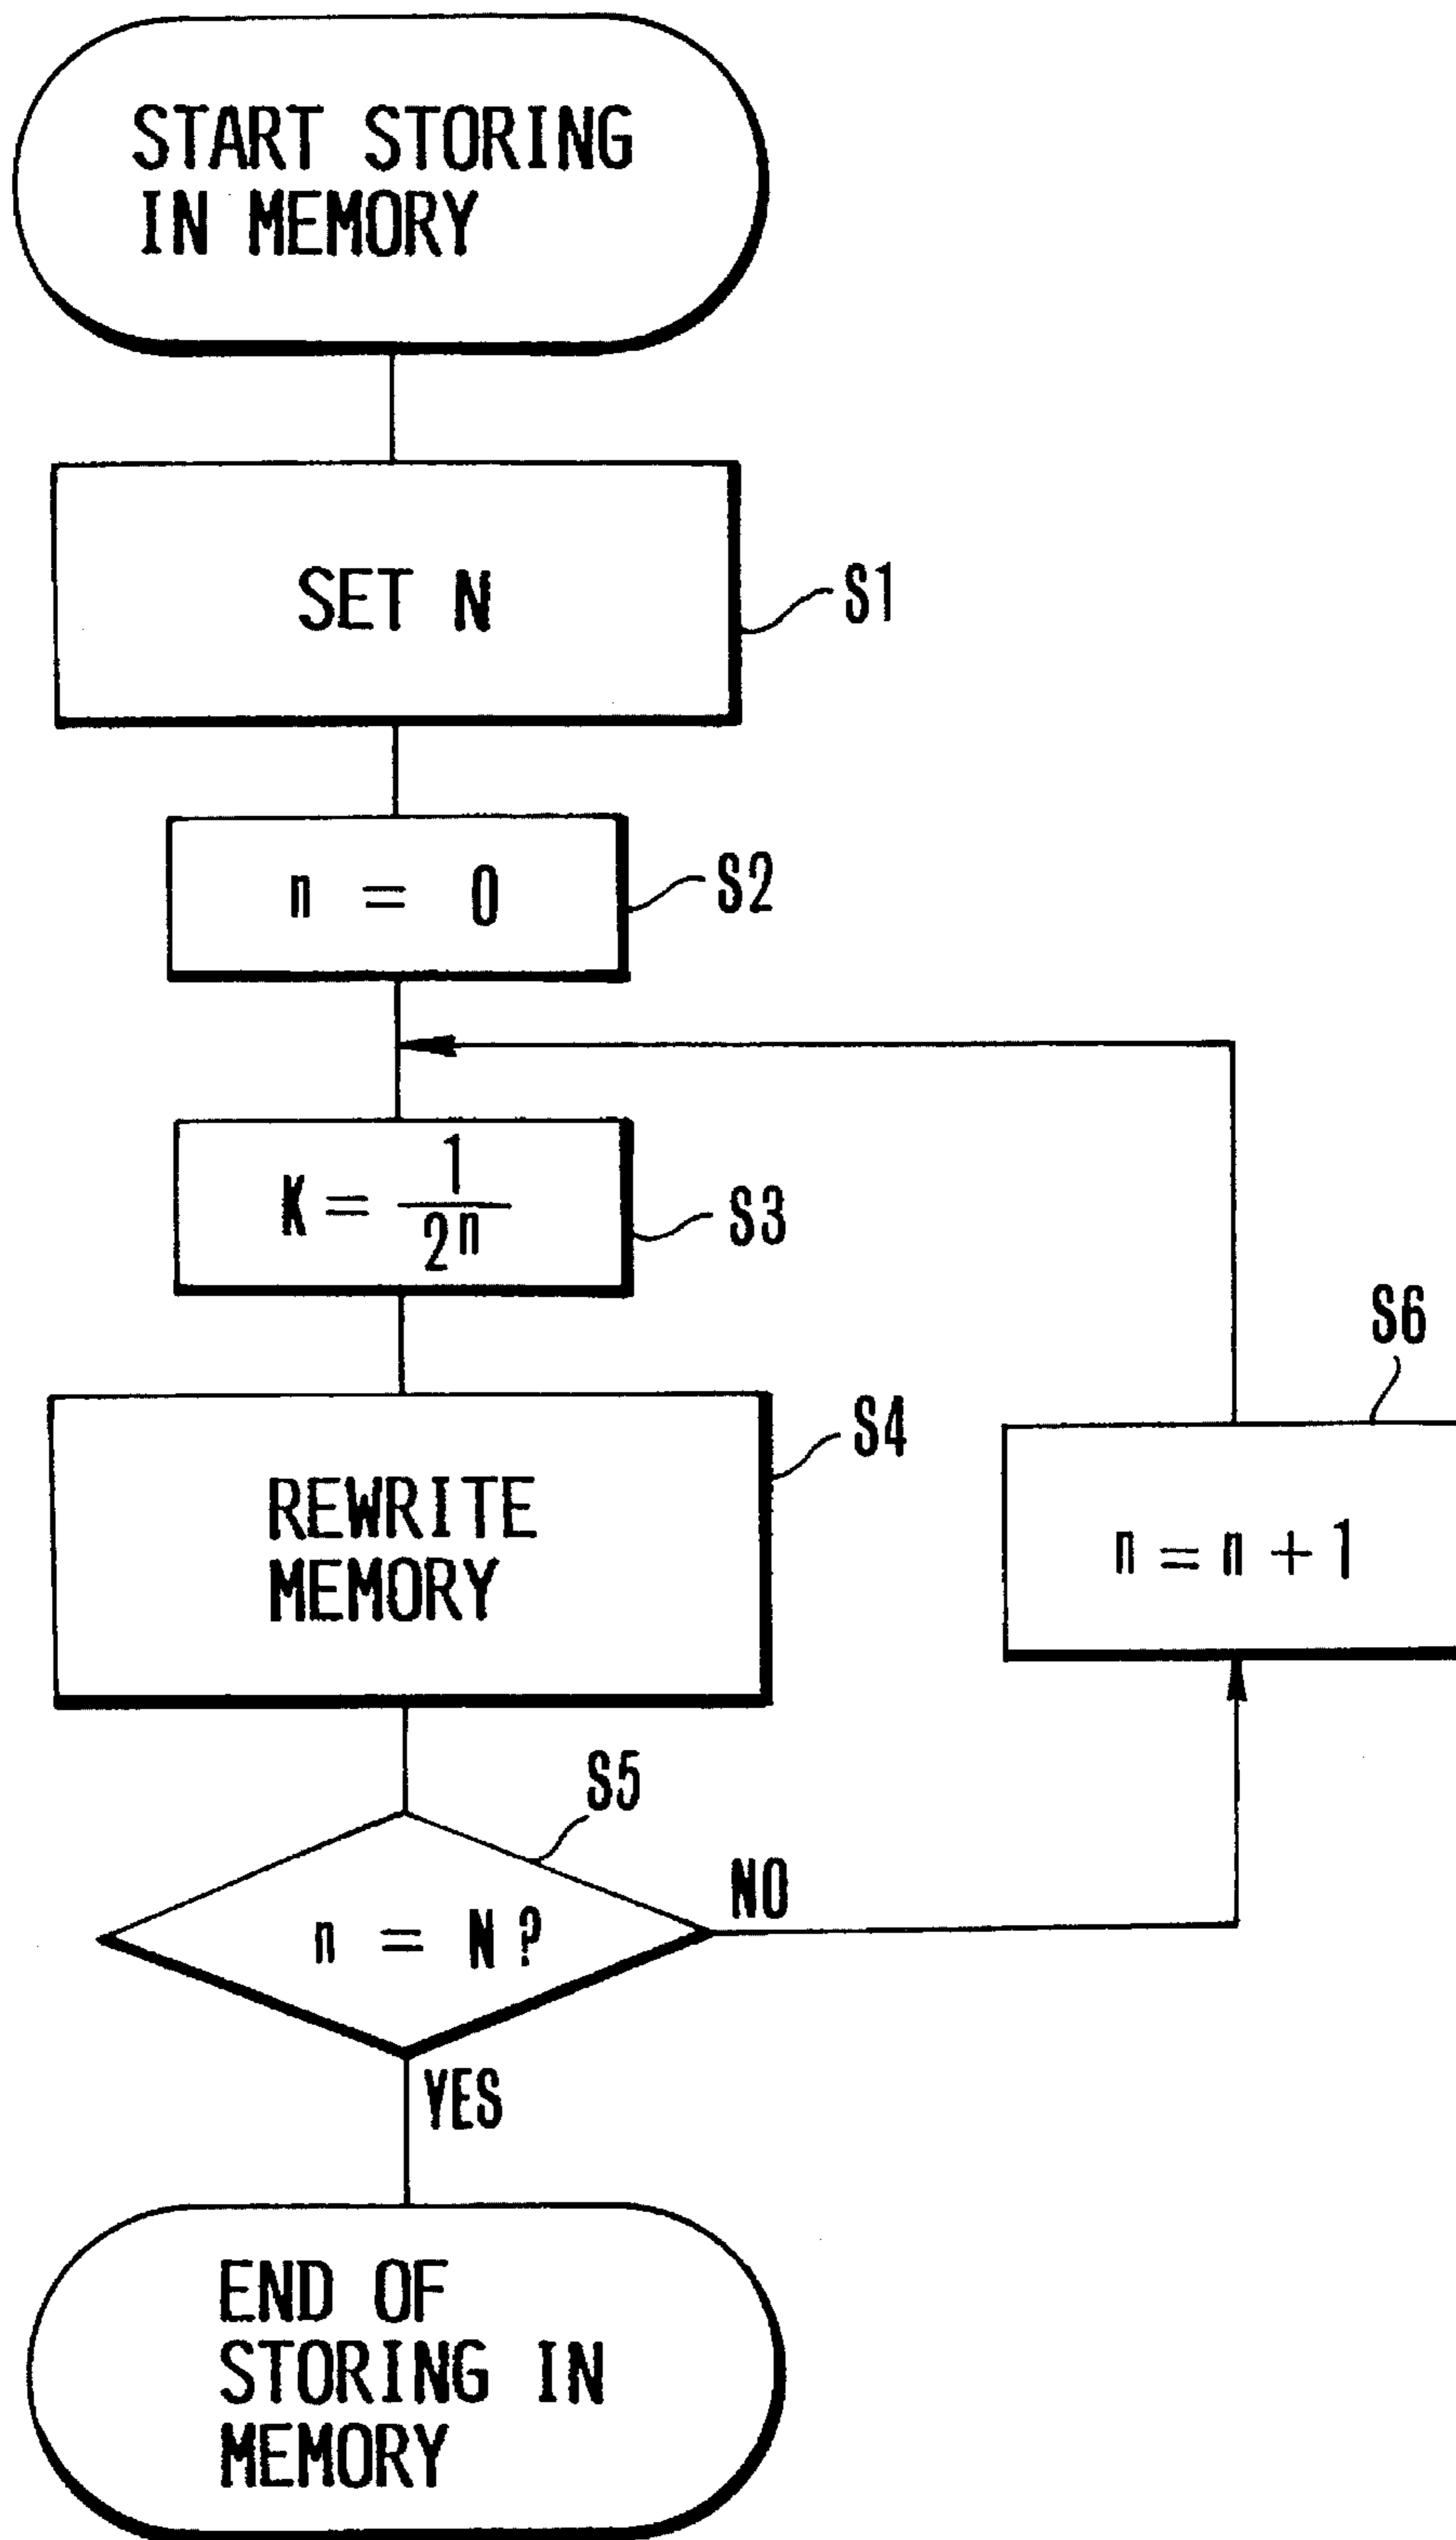 START STORING
IN MEMORY
SET N
S1
n = 0
S2
K = 1/2ⁿ
S3
REWRITE
MEMORY
S4
S6
n = n + 1
S5
n = N ?
NO
YES
END OF
STORING IN
MEMORY